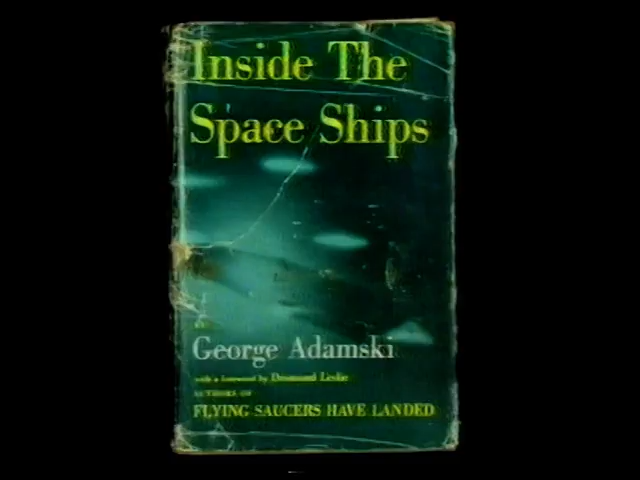 Inside The
Space Ships
George Adamski
with a foreword by Desmond Leslie
AUTHORS OF
FLYING SAUCERS HAVE LANDED